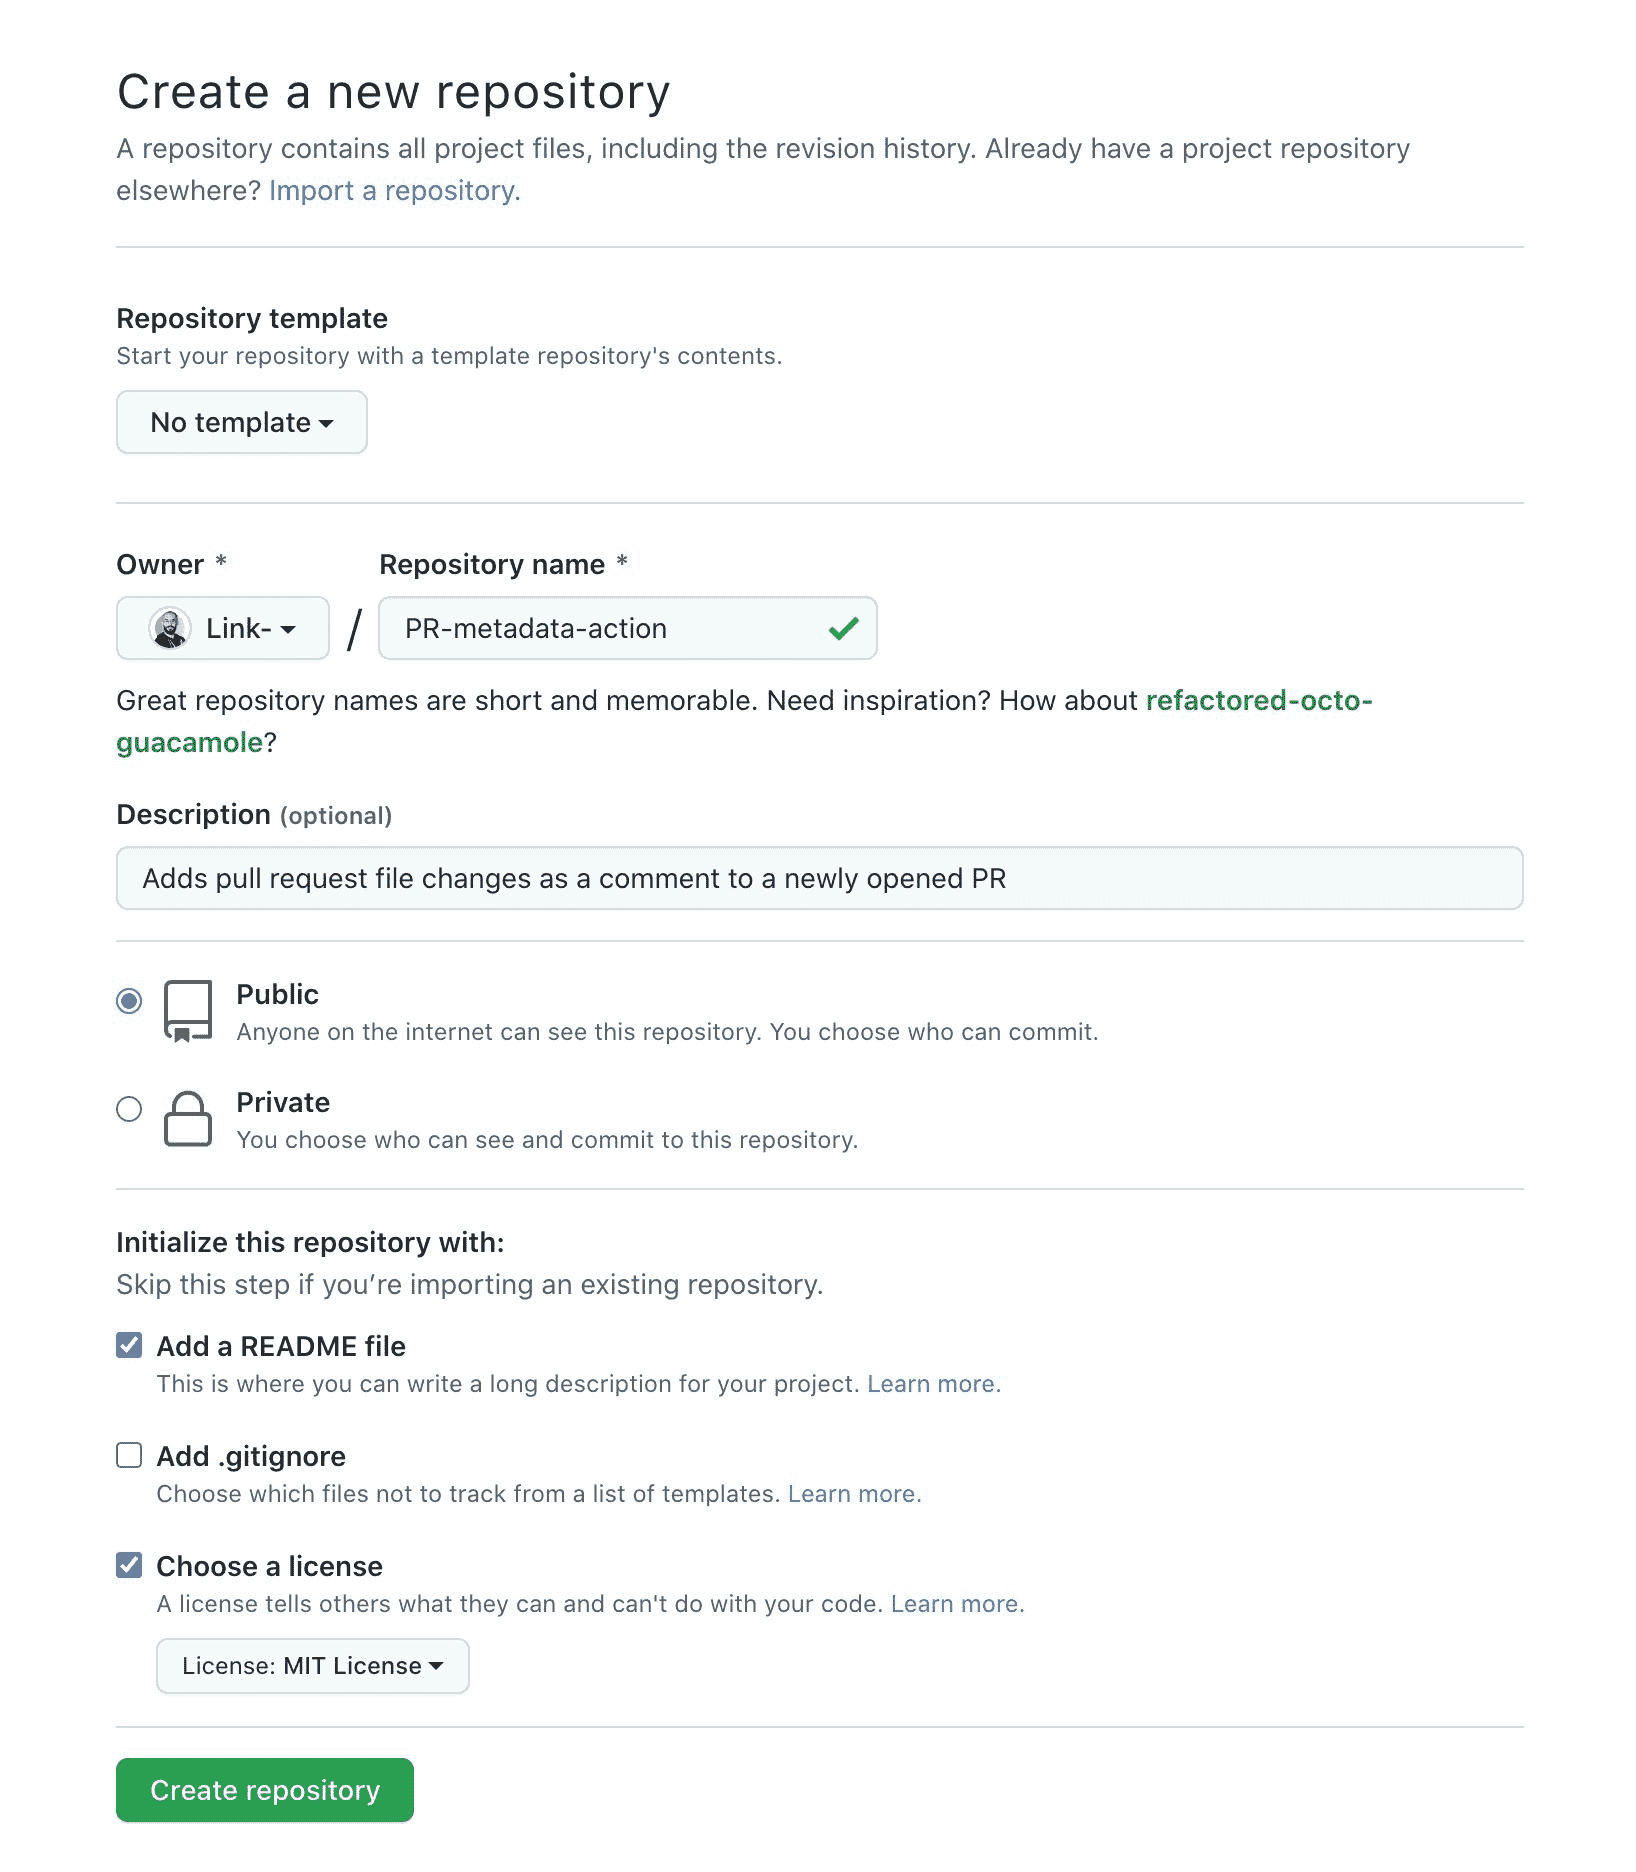 Create a new repository
A repository contains all project files, including the revision history. Already have a project repository
elsewhere? Import a repository.
Repository template
Start your repository with a template repository's contents.
No template
Owner * Repository name *
Link- / PR-metadata-action
Great repository names are short and memorable. Need inspiration? How about refactored-octo-
guacamole?
Description (optional)
Adds pull request file changes as a comment to a newly opened PR
Public
Anyone on the internet can see this repository. You choose who can commit.
Private
You choose who can see and commit to this repository.
Initialize this repository with:
Skip this step if you’re importing an existing repository.
Add a README file
This is where you can write a long description for your project. Learn more.
Add .gitignore
Choose which files not to track from a list of templates. Learn more.
Choose a license
A license tells others what they can and can't do with your code. Learn more.
License: MIT License
Create repository